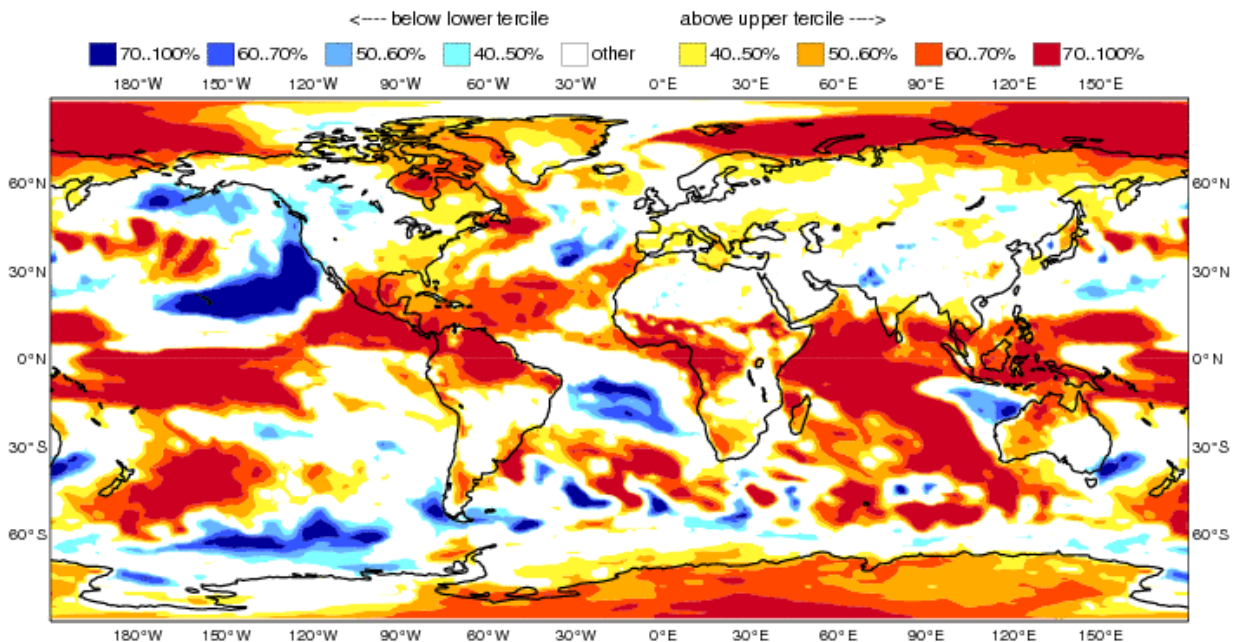 <---- below lower tercile above upper tercile ---->
70..100% 60..70% 50..60% 40..50% other 40..50% 50..60% 60..70% 70..100%
180°W 150°W 120°W 90°W 60°W 30°W 0°E 30°E 60°E 90°E 120°E 150°E
60°N 60°N
30°N 30°N
0°N 0°N
30°S 30°S
60°S 60°S
180°W 150°W 120°W 90°W 60°W 30°W 0°E 30°E 60°E 90°E 120°E 150°E